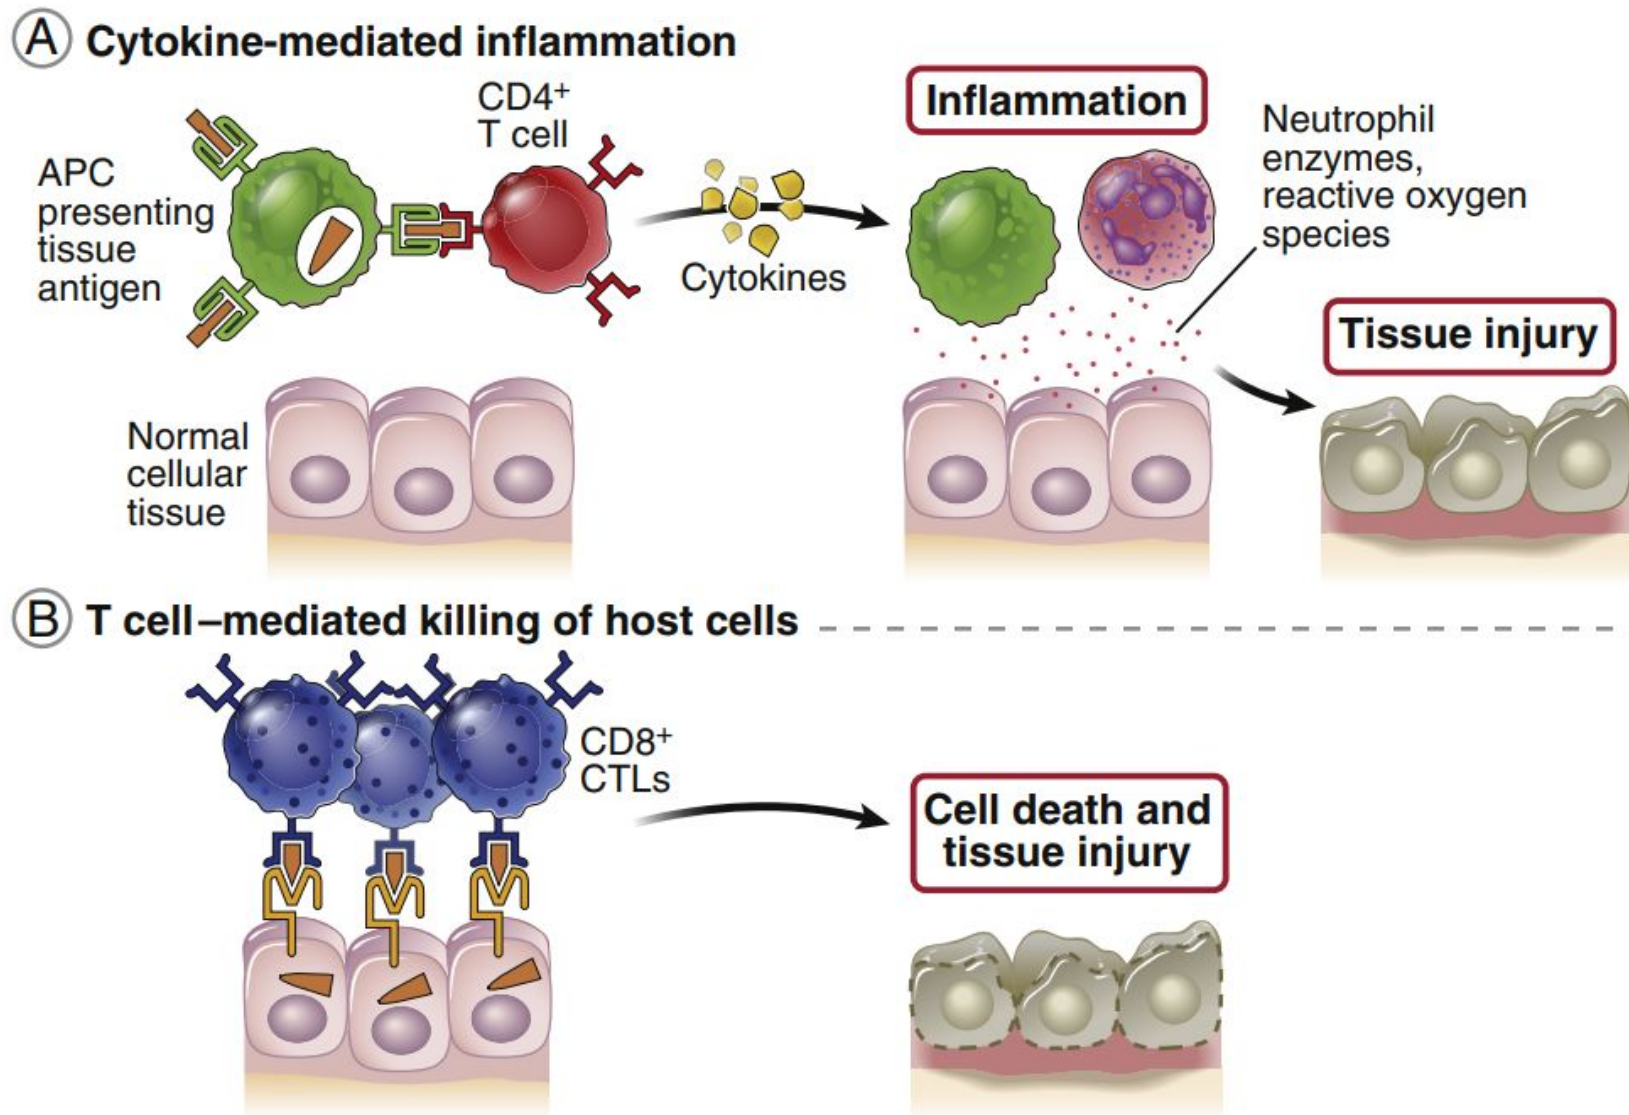 A Cytokine-mediated inflammation
CD4+
T cell
APC
presenting
tissue
antigen
Cytokines
Inflammation
Neutrophil
enzymes,
reactive oxygen
species
Tissue injury
Normal
cellular
tissue
B T cell–mediated killing of host cells
CD8+
CTLs
Cell death and
tissue injury